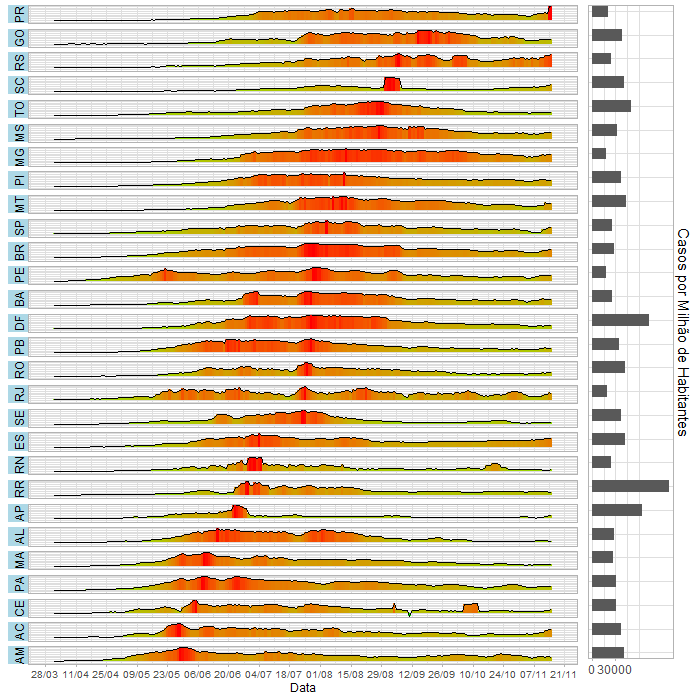 PR
GO
RS
SC
TO
MS
MG
PI
MT
SP
BR
PE
BA
DF
PB
RO
RJ
SE
ES
RN
RR
AP
AL
MA
PA
CE
AC
AM
28/03 11/04 25/04 09/05 23/05 06/06 20/06 04/07 18/07 01/08 15/08 29/08 12/09 26/09 10/10 24/10 07/11 21/11
Data
0 30000
Casos por Milhão de Habitantes